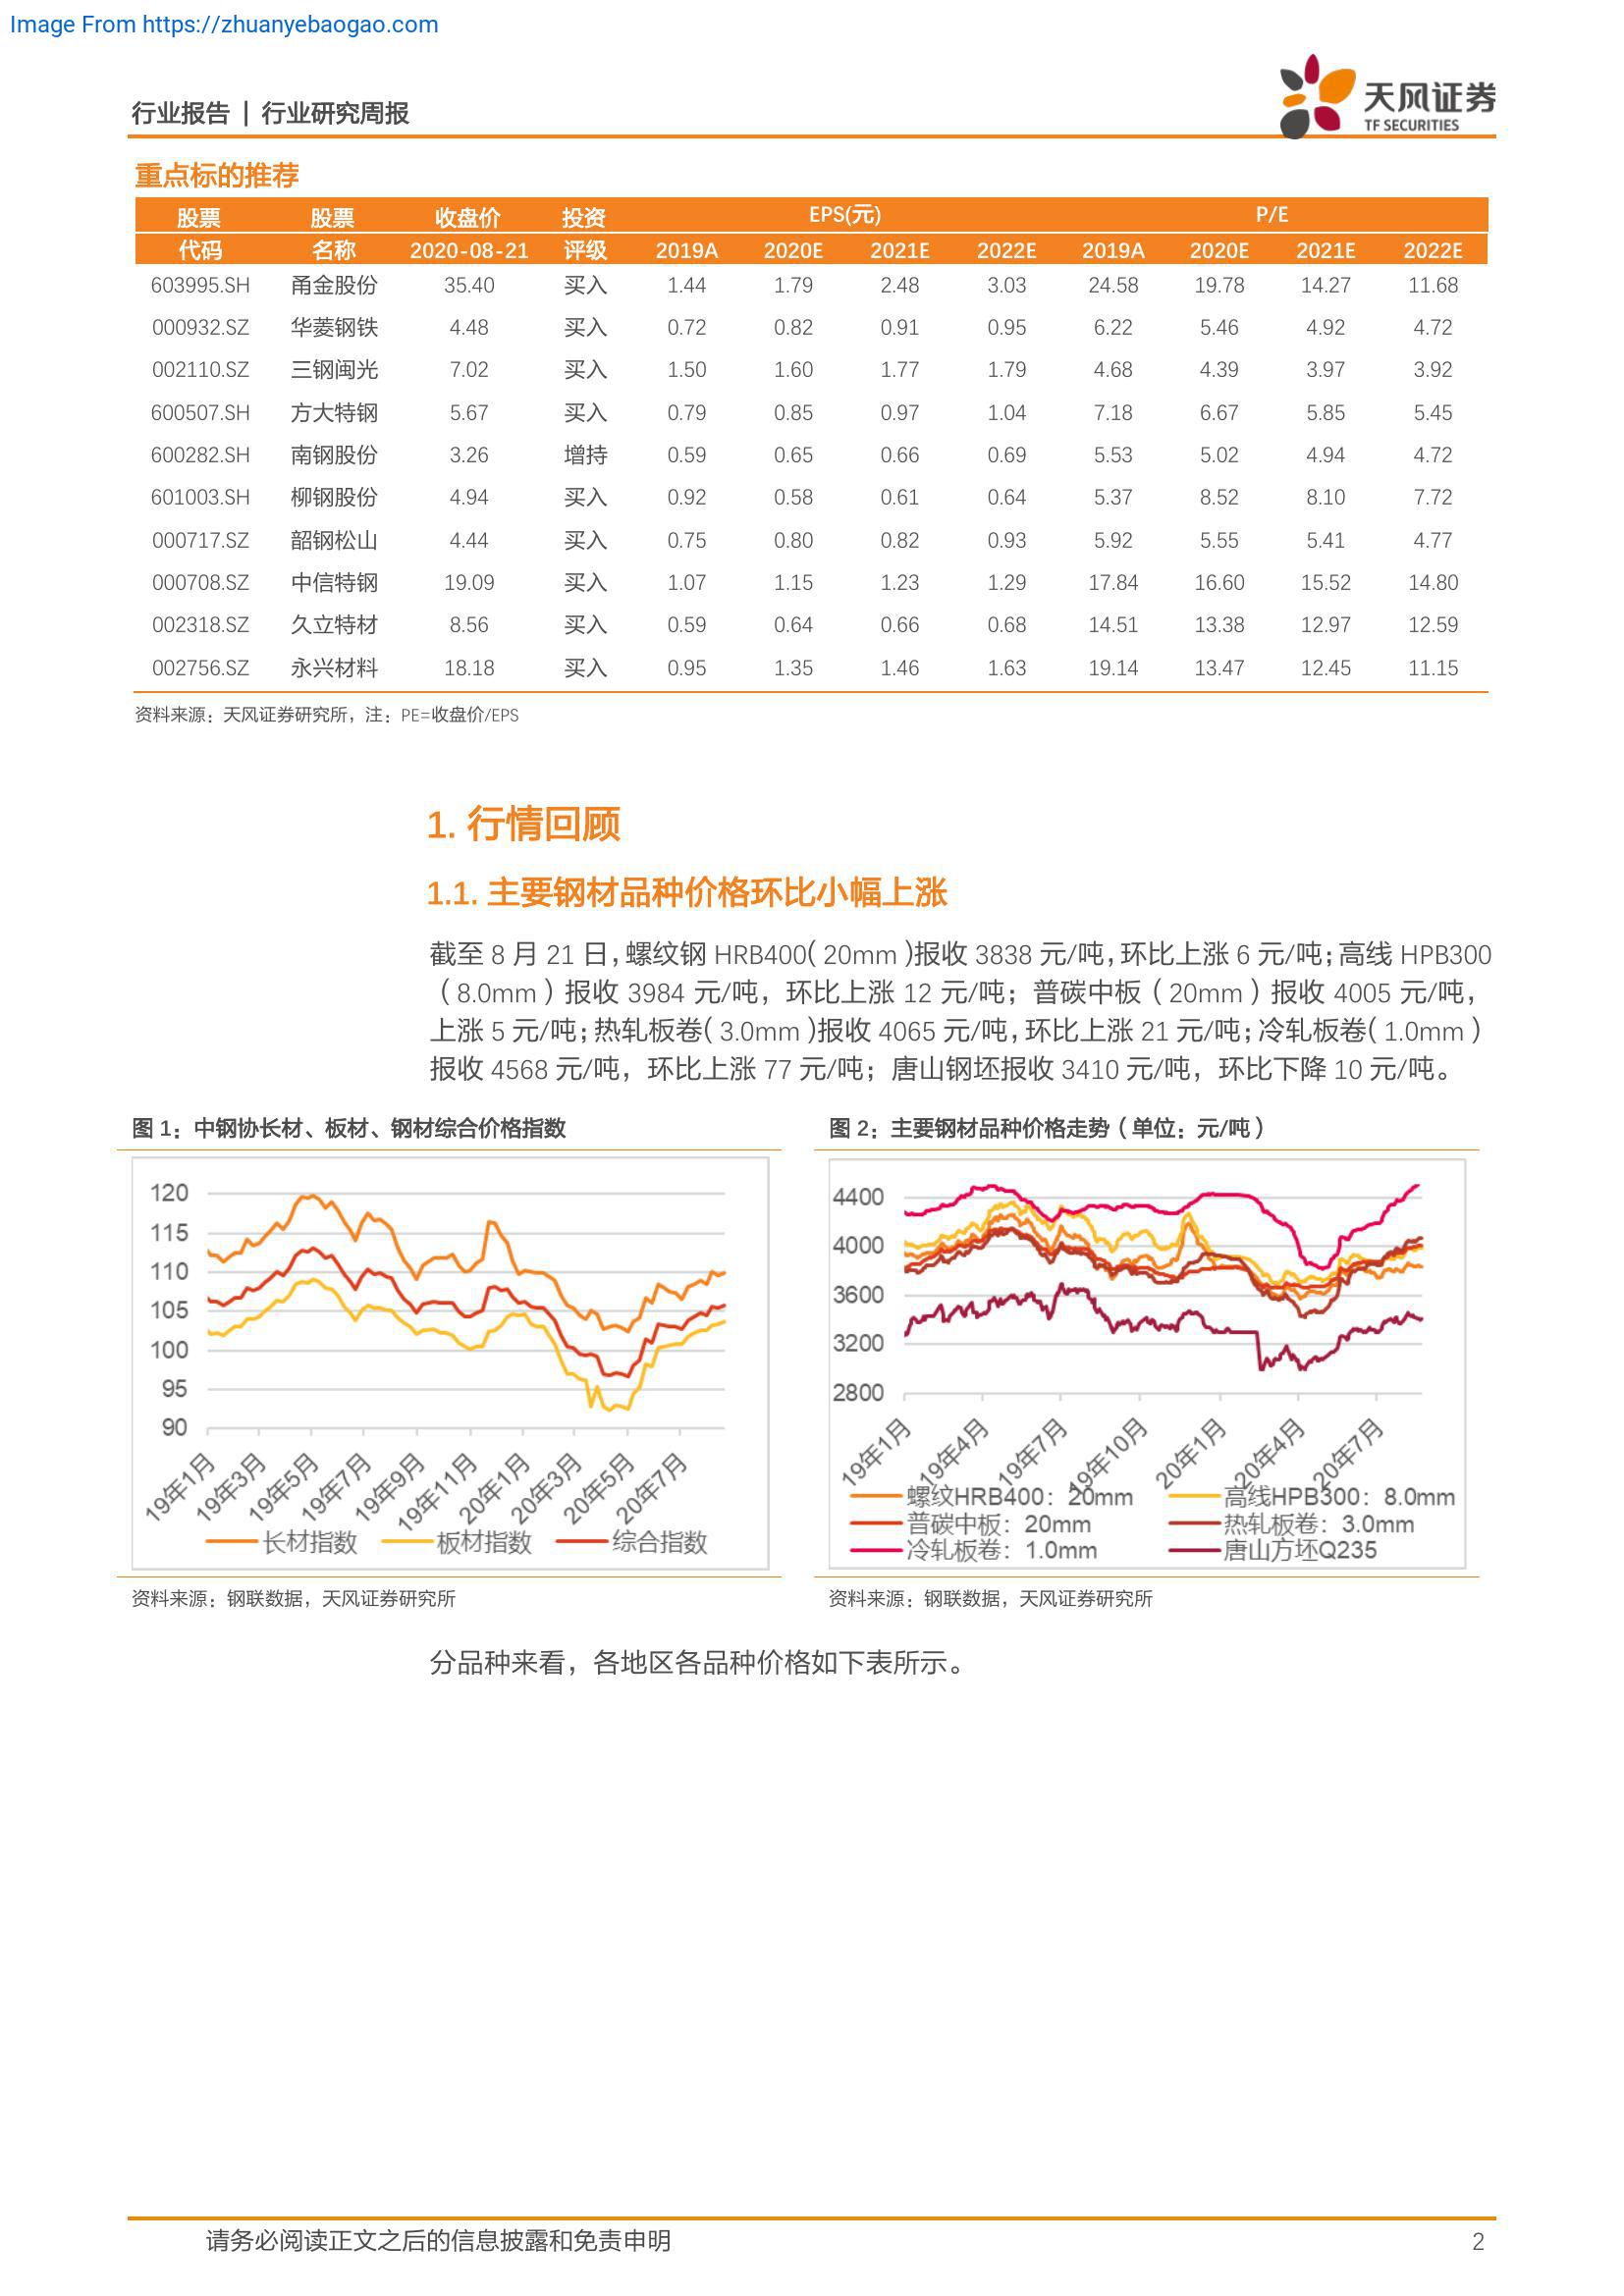 Image From https://zhuanyebaogao.com
行业报告 | 行业研究周报
天风证券
TF SECURITIES
重点标的推荐
股票 股票 收盘价 投资 EPS(元) P/E
代码 名称 2020-08-21 评级 2019A 2020E 2021E 2022E 2019A 2020E 2021E 2022E
603995.SH 甬金股份 35.40 买入 1.44 1.79 2.48 3.03 24.58 19.78 14.27 11.68
000932.SZ 华菱钢铁 4.48 买入 0.72 0.82 0.91 0.95 6.22 5.46 4.92 4.72
002110.SZ 三钢闽光 7.02 买入 1.50 1.60 1.77 1.79 4.68 4.39 3.97 3.92
600507.SH 方大特钢 5.67 买入 0.79 0.85 0.97 1.04 7.18 6.67 5.85 5.45
600282.SH 南钢股份 3.26 增持 0.59 0.65 0.66 0.69 5.53 5.02 4.94 4.72
601003.SH 柳钢股份 4.94 买入 0.92 0.58 0.61 0.64 5.37 8.52 8.10 7.72
000717.SZ 韶钢松山 4.44 买入 0.75 0.80 0.82 0.93 5.92 5.55 5.41 4.77
000708.SZ 中信特钢 19.09 买入 1.07 1.15 1.23 1.29 17.84 16.60 15.52 14.80
002318.SZ 久立特材 8.56 买入 0.59 0.64 0.66 0.68 14.51 13.38 12.97 12.59
002756.SZ 永兴材料 18.18 买入 0.95 1.35 1.46 1.63 19.14 13.47 12.45 11.15
资料来源：天风证券研究所，注：PE=收盘价/EPS
1. 行情回顾
1.1. 主要钢材品种价格环比小幅上涨
截至 8 月 21 日，螺纹钢 HRB400（20mm）报收 3838 元/吨，环比上涨 6 元/吨；高线 HPB300
（8.0mm）报收 3984 元/吨，环比上涨 12 元/吨；普碳中板（20mm）报收 4005 元/吨，
上涨 5 元/吨；热轧板卷（3.0mm）报收 4065 元/吨，环比上涨 21 元/吨；冷轧板卷（1.0mm）
报收 4568 元/吨，环比上涨 77 元/吨；唐山钢坯报收 3410 元/吨，环比下降 10 元/吨。
图 1：中钢协长材、板材、钢材综合价格指数
120
115
110
105
100
95
90
19年1月 19年3月 19年5月 19年7月 19年9月 19年11月 20年1月 20年3月 20年5月 20年7月
长材指数 板材指数 综合指数
资料来源：钢联数据，天风证券研究所
图 2：主要钢材品种价格走势（单位：元/吨）
4400
4000
3600
3200
2800
19年1月 19年4月 19年7月 19年10月 20年1月 20年4月 20年7月
螺纹HRB400：20mm 高线HPB300：8.0mm
普碳中板：20mm 热轧板卷：3.0mm
冷轧板卷：1.0mm 唐山方坯Q235
资料来源：钢联数据，天风证券研究所
分品种来看，各地区各品种价格如下表所示。
请务必阅读正文之后的信息披露和免责申明 2